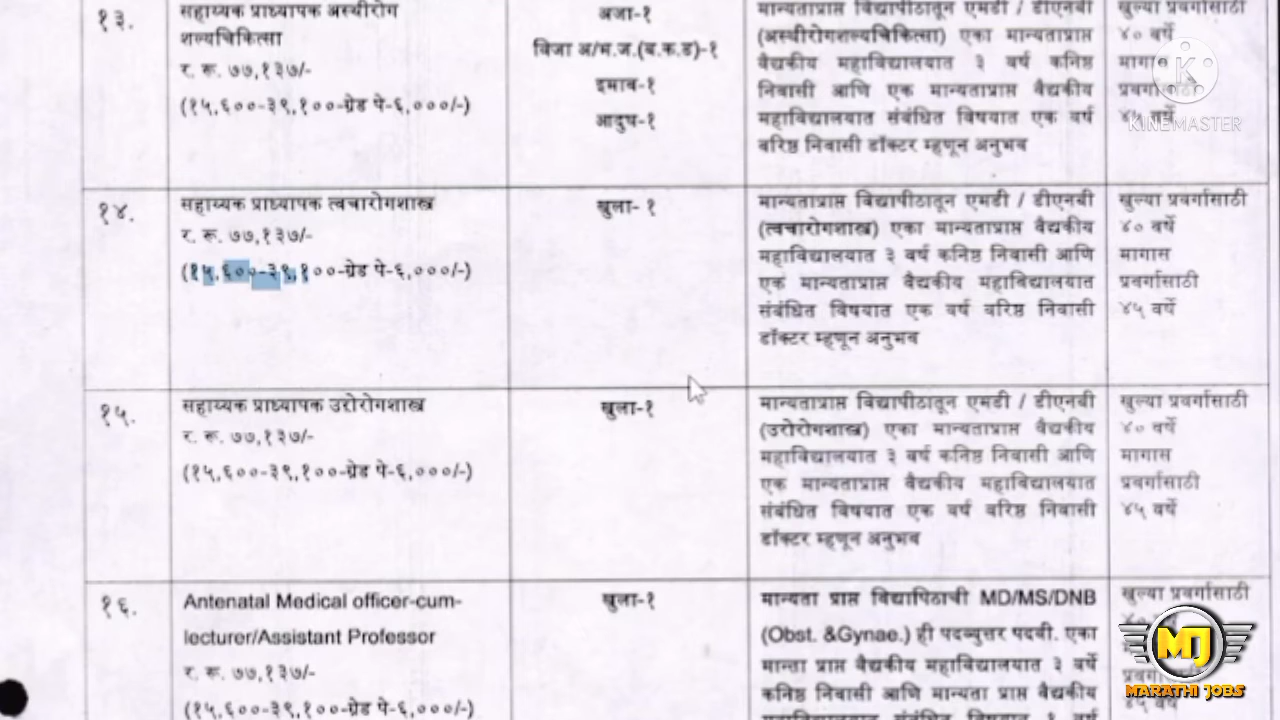 १३.
सहाय्यक प्राध्यापक अस्थीरोग
शल्यचिकित्सा
र. रू. ७७,१३७/-
(१५,६००-३९,१००-ग्रेड पे-६,०००/-)
अजा-१
विजा अ/भ.ज.(ब.क.ड)-१
इमाव-१
आदुघ-१
मान्यताप्राप्त विद्यापीठातून एमडी / डीएनबी
(अस्थीरोगशल्यचिकित्सा) एका मान्यताप्राप्त
वैद्यकीय महाविद्यालयात ३ वर्ष कनिष्ठ
निवासी आणि एक मान्यताप्राप्त वैद्यकीय
महाविद्यालयात संबंधित विषयात एक वर्ष
वरिष्ठ निवासी डॉक्टर म्हणून अनुभव
खुल्या प्रवर्गासाठी
४० वर्षे
मागास
प्रवर्गासाठी
४५ वर्षे
KINEMASTER
१४.
सहाय्यक प्राध्यापक त्वचारोगशास्त्र
र. रू. ७७,१३७/-
(१५,६००-३९,१००-ग्रेड पे-६,०००/-)
खुला-१
मान्यताप्राप्त विद्यापीठातून एमडी / डीएनबी
(त्वचारोगशास्त्र) एका मान्यताप्राप्त वैद्यकीय
महाविद्यालयात ३ वर्ष कनिष्ठ निवासी आणि
एक मान्यताप्राप्त वैद्यकीय महाविद्यालयात
संबंधित विषयात एक वर्ष वरिष्ठ निवासी
डॉक्टर म्हणून अनुभव
खुल्या प्रवर्गासाठी
४० वर्षे
मागास
प्रवर्गासाठी
४५ वर्षे
१५.
सहाय्यक प्राध्यापक उरोरोगशास्त्र
र. रू. ७७,१३७/-
(१५,६००-३९,१००-ग्रेड पे-६,०००/-)
खुला-१
मान्यताप्राप्त विद्यापीठातून एमडी / डीएनबी
(उरोरोगशास्त्र) एका मान्यताप्राप्त वैद्यकीय
महाविद्यालयात ३ वर्ष कनिष्ठ निवासी आणि
एक मान्यताप्राप्त वैद्यकीय महाविद्यालयात
संबंधित विषयात एक वर्ष वरिष्ठ निवासी
डॉक्टर म्हणून अनुभव
खुल्या प्रवर्गासाठी
४० वर्षे
मागास
प्रवर्गासाठी
४५ वर्षे
१६.
Antenatal Medical officer-cum-
lecturer/Assistant Professor
र. रू. ७७,१३७/-
(१५,६००-३९,१००-ग्रेड पे-६,०००/-)
खुला-१
मान्यता प्राप्त विद्यापिठाची MD/MS/DNB
(Obst. &Gynae.) ही पदव्युत्तर पदवी. एका
मान्ता प्राप्त वैद्यकीय महाविद्यालयात ३ वर्षे
कनिष्ठ निवासी आणि मान्यता प्राप्त वैद्यकीय
खुल्या प्रवर्गासाठी
MJ
MARATHI JOBS